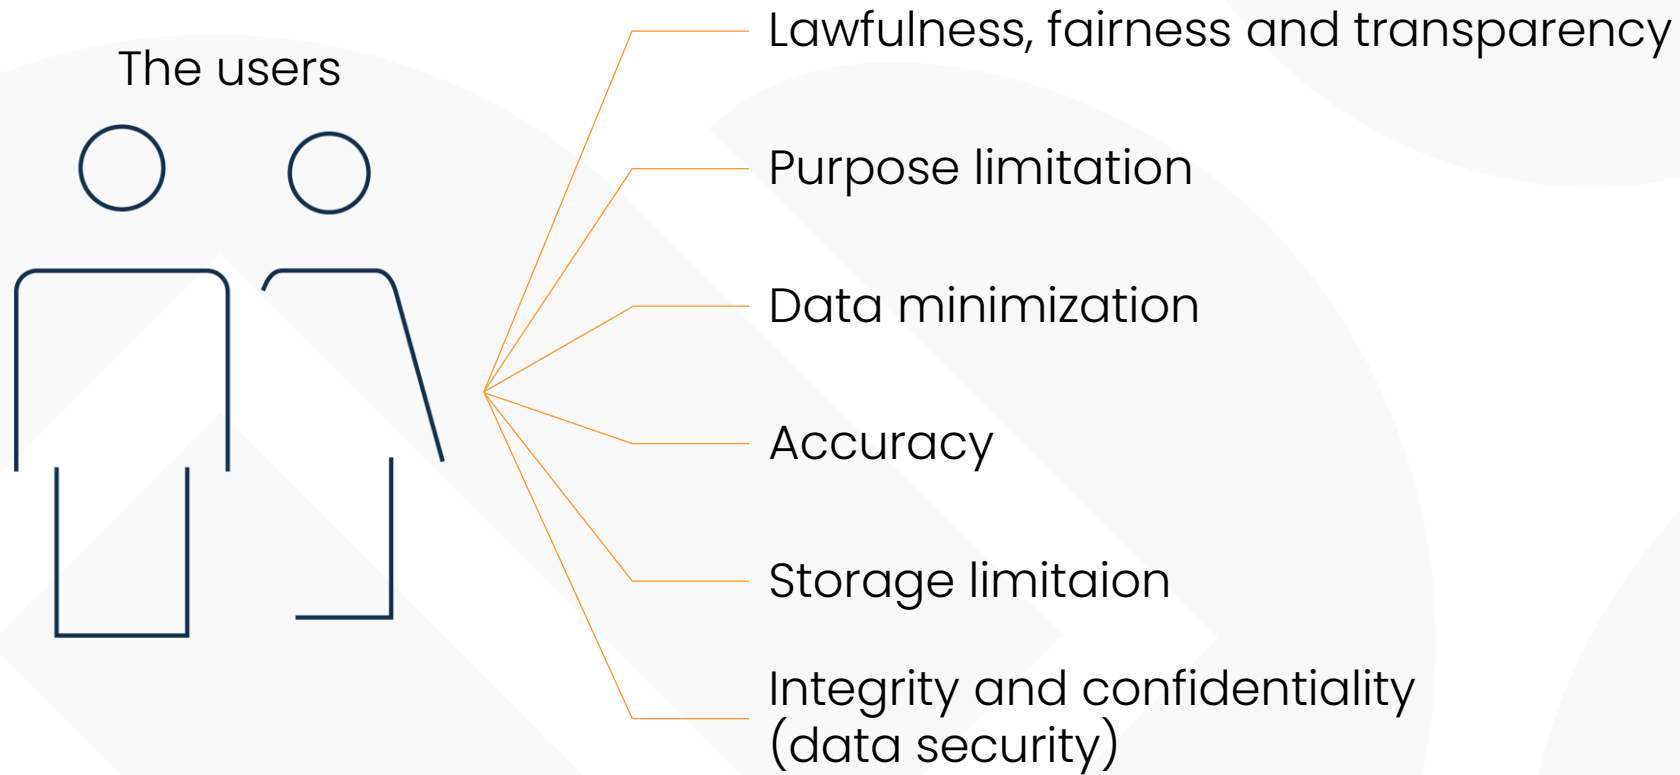 The users
Lawfulness, fairness and transparency
Purpose limitation
Data minimization
Accuracy
Storage limitaion
Integrity and confidentiality
(data security)